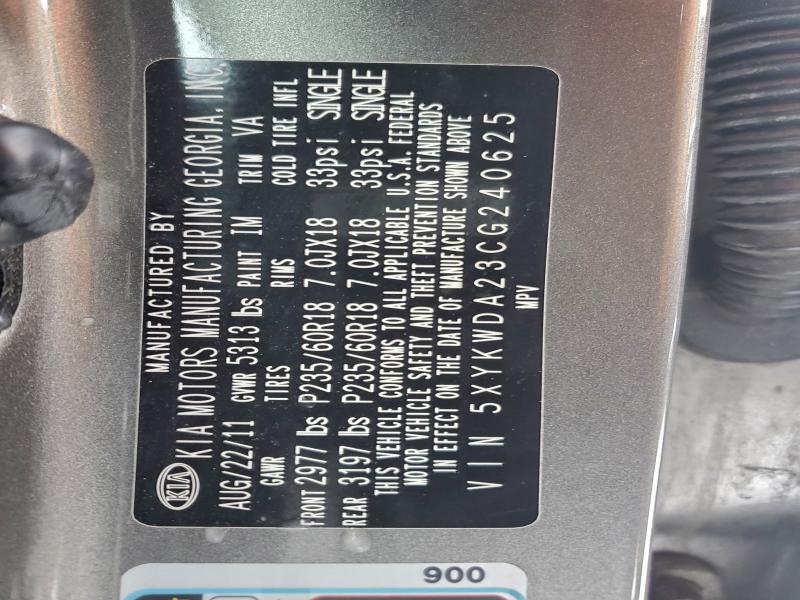 MANUFACTURED BY
KIA KIA MOTORS MANUFACTURING GEORGIA, INC.
AUG/22/11 GVWR 5313 lbs PAINT IM TRIM VA
GAWR TIRES RIMS COLD TIRE INFL
FRONT 2977 lbs P235/60R18 7.0JX18 33psi SINGLE
REAR 3197 lbs P235/60R18 7.0JX18 33psi SINGLE
THIS VEHICLE CONFORMS TO ALL APPLICABLE U.S.A. FEDERAL
MOTOR VEHICLE SAFETY AND THEFT PREVENTION STANDARDS
IN EFFECT ON THE DATE OF MANUFACTURE SHOWN ABOVE
VIN 5XYKWDA23CG240625
MPV
900